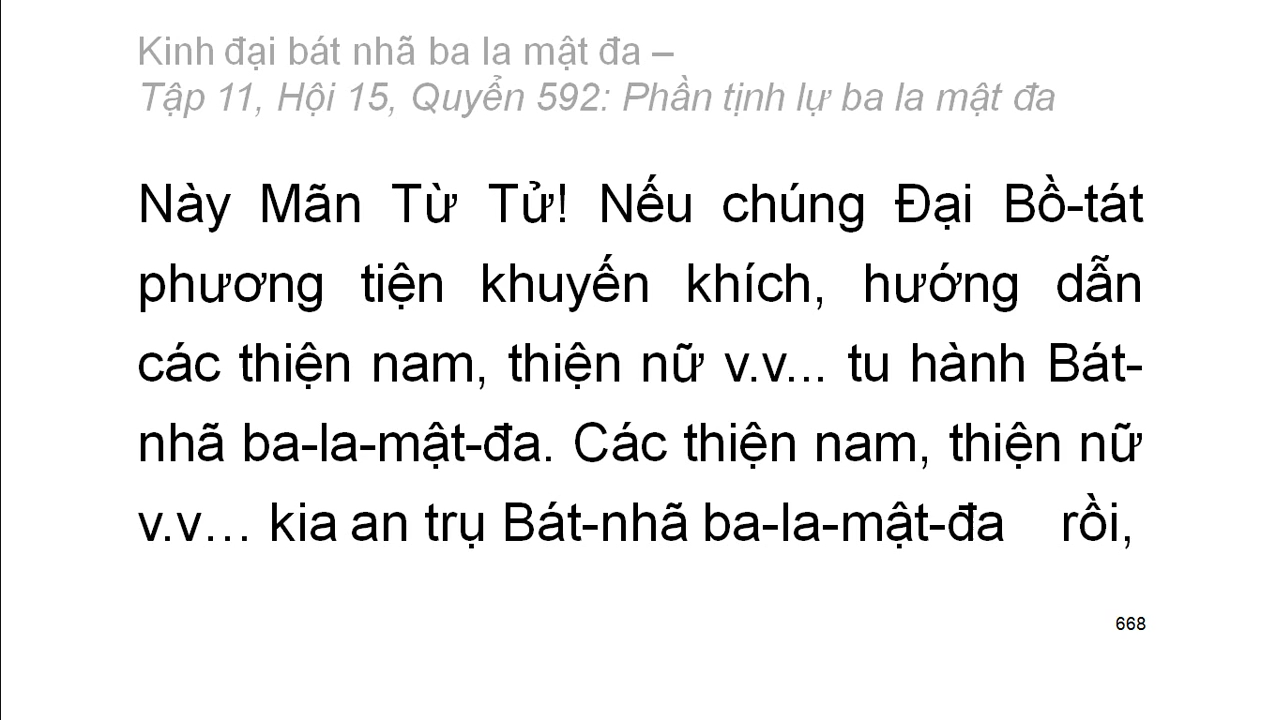 Kinh đại bát nhã ba la mật đa –
Tập 11, Hội 15, Quyển 592: Phần tịnh lự ba la mật đa
Này Mãn Từ Tử! Nếu chúng Đại Bồ-tát
phương tiện khuyến khích, hướng dẫn
các thiện nam, thiện nữ v.v... tu hành Bát-
nhã ba-la-mật-đa. Các thiện nam, thiện nữ
v.v… kia an trụ Bát-nhã ba-la-mật-đa rồi,
668